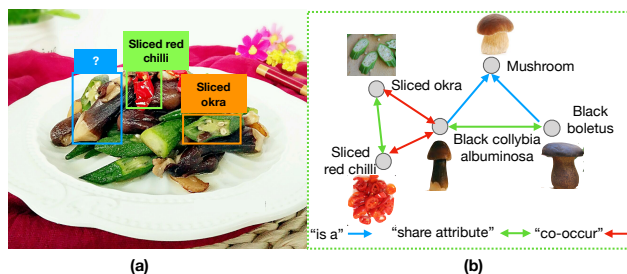 ?
Sliced red
chilli
Sliced
okra
(a)
Mushroom
Sliced okra
Black
boletus
Black collybia
albuminosa
Sliced
red chilli
“is a”
“share attribute”
“co-occur”
(b)